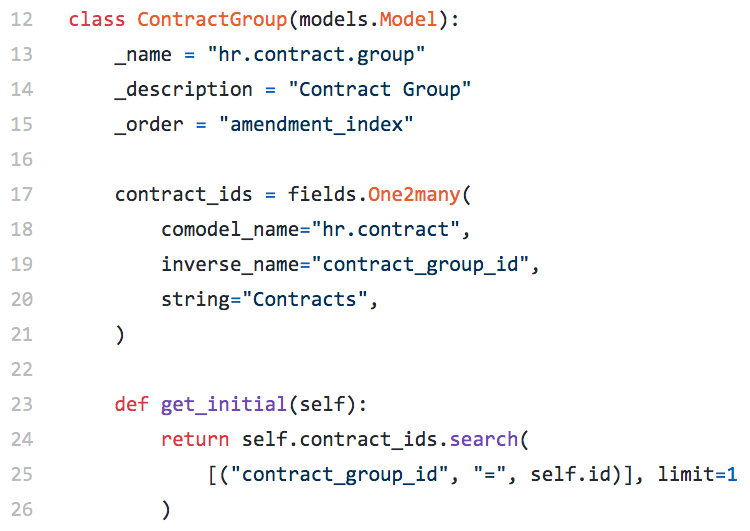 12 class ContractGroup(models.Model):
13     _name = "hr.contract.group"
14     _description = "Contract Group"
15     _order = "amendment_index"
16
17     contract_ids = fields.One2many(
18         comodel_name="hr.contract",
19         inverse_name="contract_group_id",
20         string="Contracts",
21     )
22
23     def get_initial(self):
24         return self.contract_ids.search(
25             [("contract_group_id", "=", self.id)], limit=1
26         )